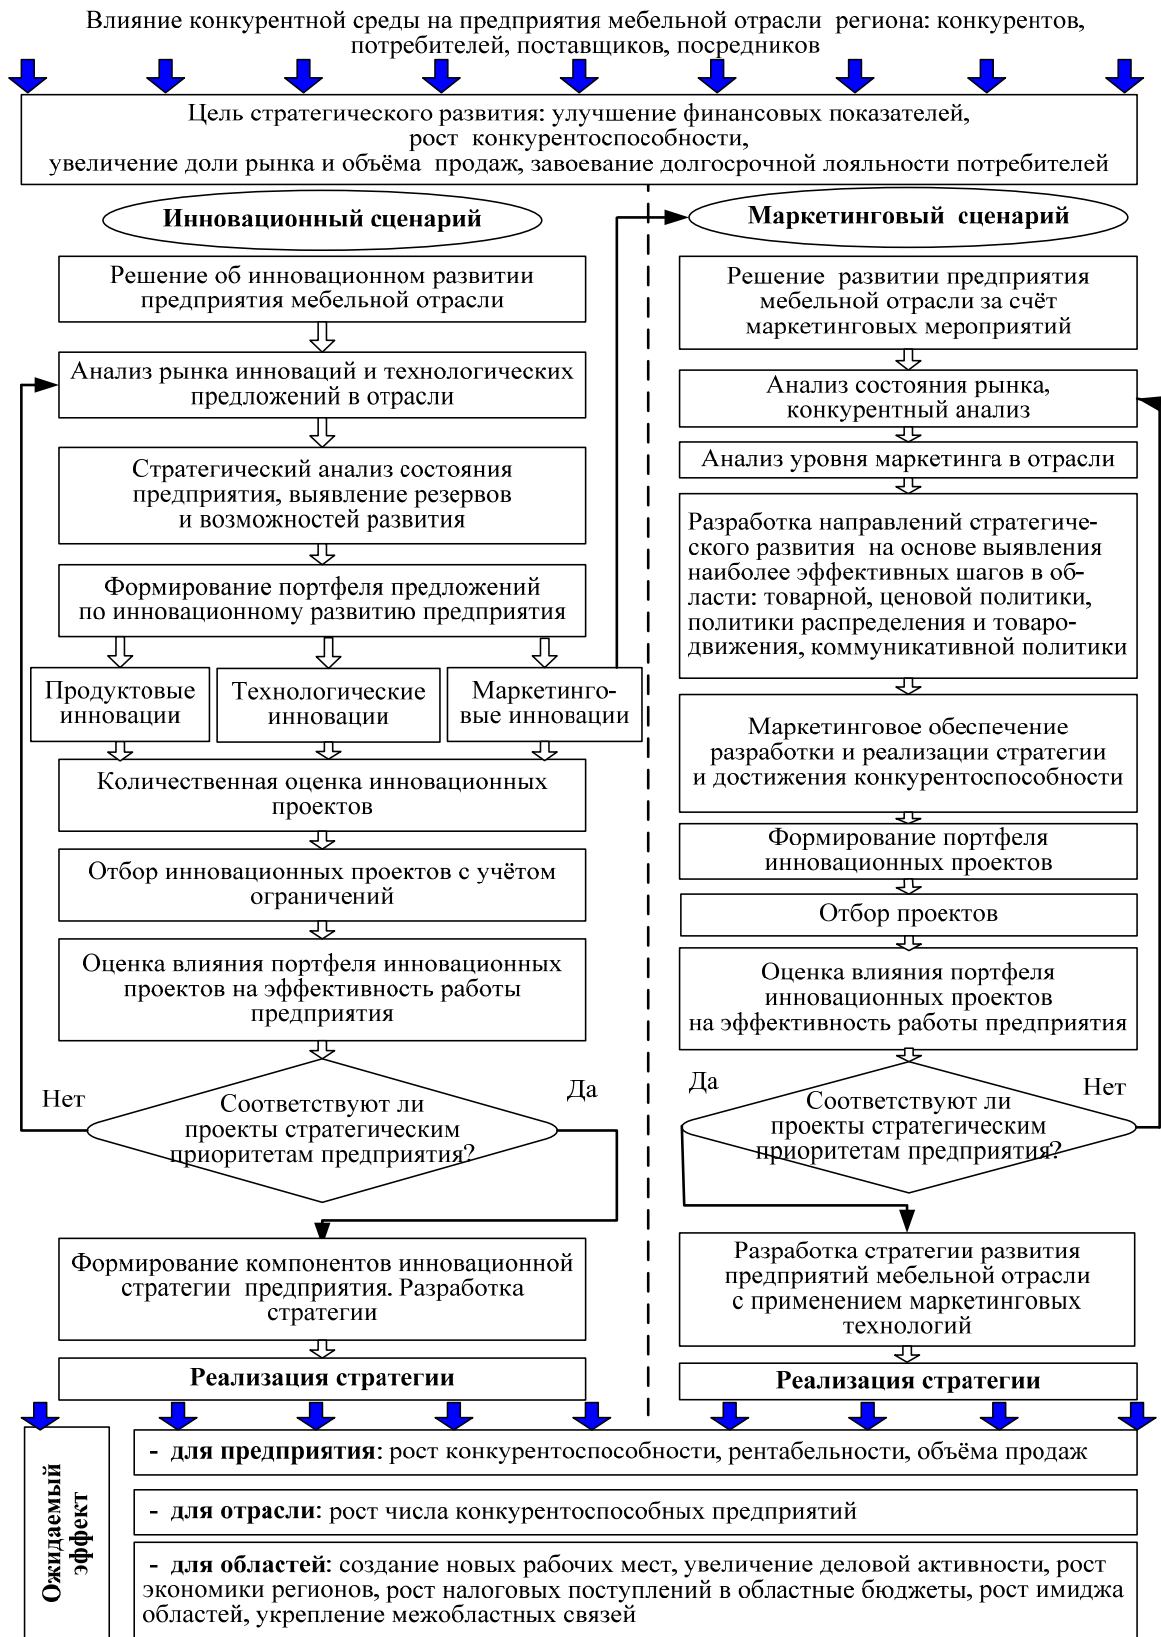 Влияние конкурентной среды на предприятия мебельной отрасли региона: конкурентов,
потребителей, поставщиков, посредников
Цель стратегического развития: улучшение финансовых показателей,
рост конкурентоспособности,
увеличение доли рынка и объёма продаж, завоевание долгосрочной лояльности потребителей
Инновационный сценарий
Решение об инновационном развитии
предприятия мебельной отрасли
Анализ рынка инноваций и технологических
предложений в отрасли
Стратегический анализ состояния
предприятия, выявление резервов
и возможностей развития
Формирование портфеля предложений
по инновационному развитию предприятия
Продуктовые
инновации
Технологические
инновации
Маркетинго-
вые инновации
Количественная оценка инновационных
проектов
Отбор инновационных проектов с учётом
ограничений
Оценка влияния портфеля инновационных
проектов на эффективность работы
предприятия
Нет
Да
Соответствуют ли
проекты стратегическим
приоритетам предприятия?
Формирование компонентов инновационной
стратегии предприятия. Разработка
стратегии
Реализация стратегии
Маркетинговый сценарий
Решение развитии предприятия
мебельной отрасли за счёт
маркетинговых мероприятий
Анализ состояния рынка,
конкурентный анализ
Анализ уровня маркетинга в отрасли
Разработка направлений стратегиче-
ского развития на основе выявления
наиболее эффективных шагов в об-
ласти: товарной, ценовой политики,
политики распределения и товаро-
движения, коммуникативной политики
Маркетинговое обеспечение
разработки и реализации стратегии
и достижения конкурентоспособности
Формирование портфеля
инновационных проектов
Отбор проектов
Оценка влияния портфеля
инновационных проектов
на эффективность работы предприятия
Да
Нет
Соответствуют ли
проекты стратегическим
приоритетам предприятия?
Разработка стратегии развития
предприятий мебельной отрасли
с применением маркетинговых
технологий
Реализация стратегии
Ожидаемый
эффект
- для предприятия: рост конкурентоспособности, рентабельности, объёма продаж
- для отрасли: рост числа конкурентоспособных предприятий
- для областей: создание новых рабочих мест, увеличение деловой активности, рост
экономики регионов, рост налоговых поступлений в областные бюджеты, рост имиджа
областей, укрепление межобластных связей